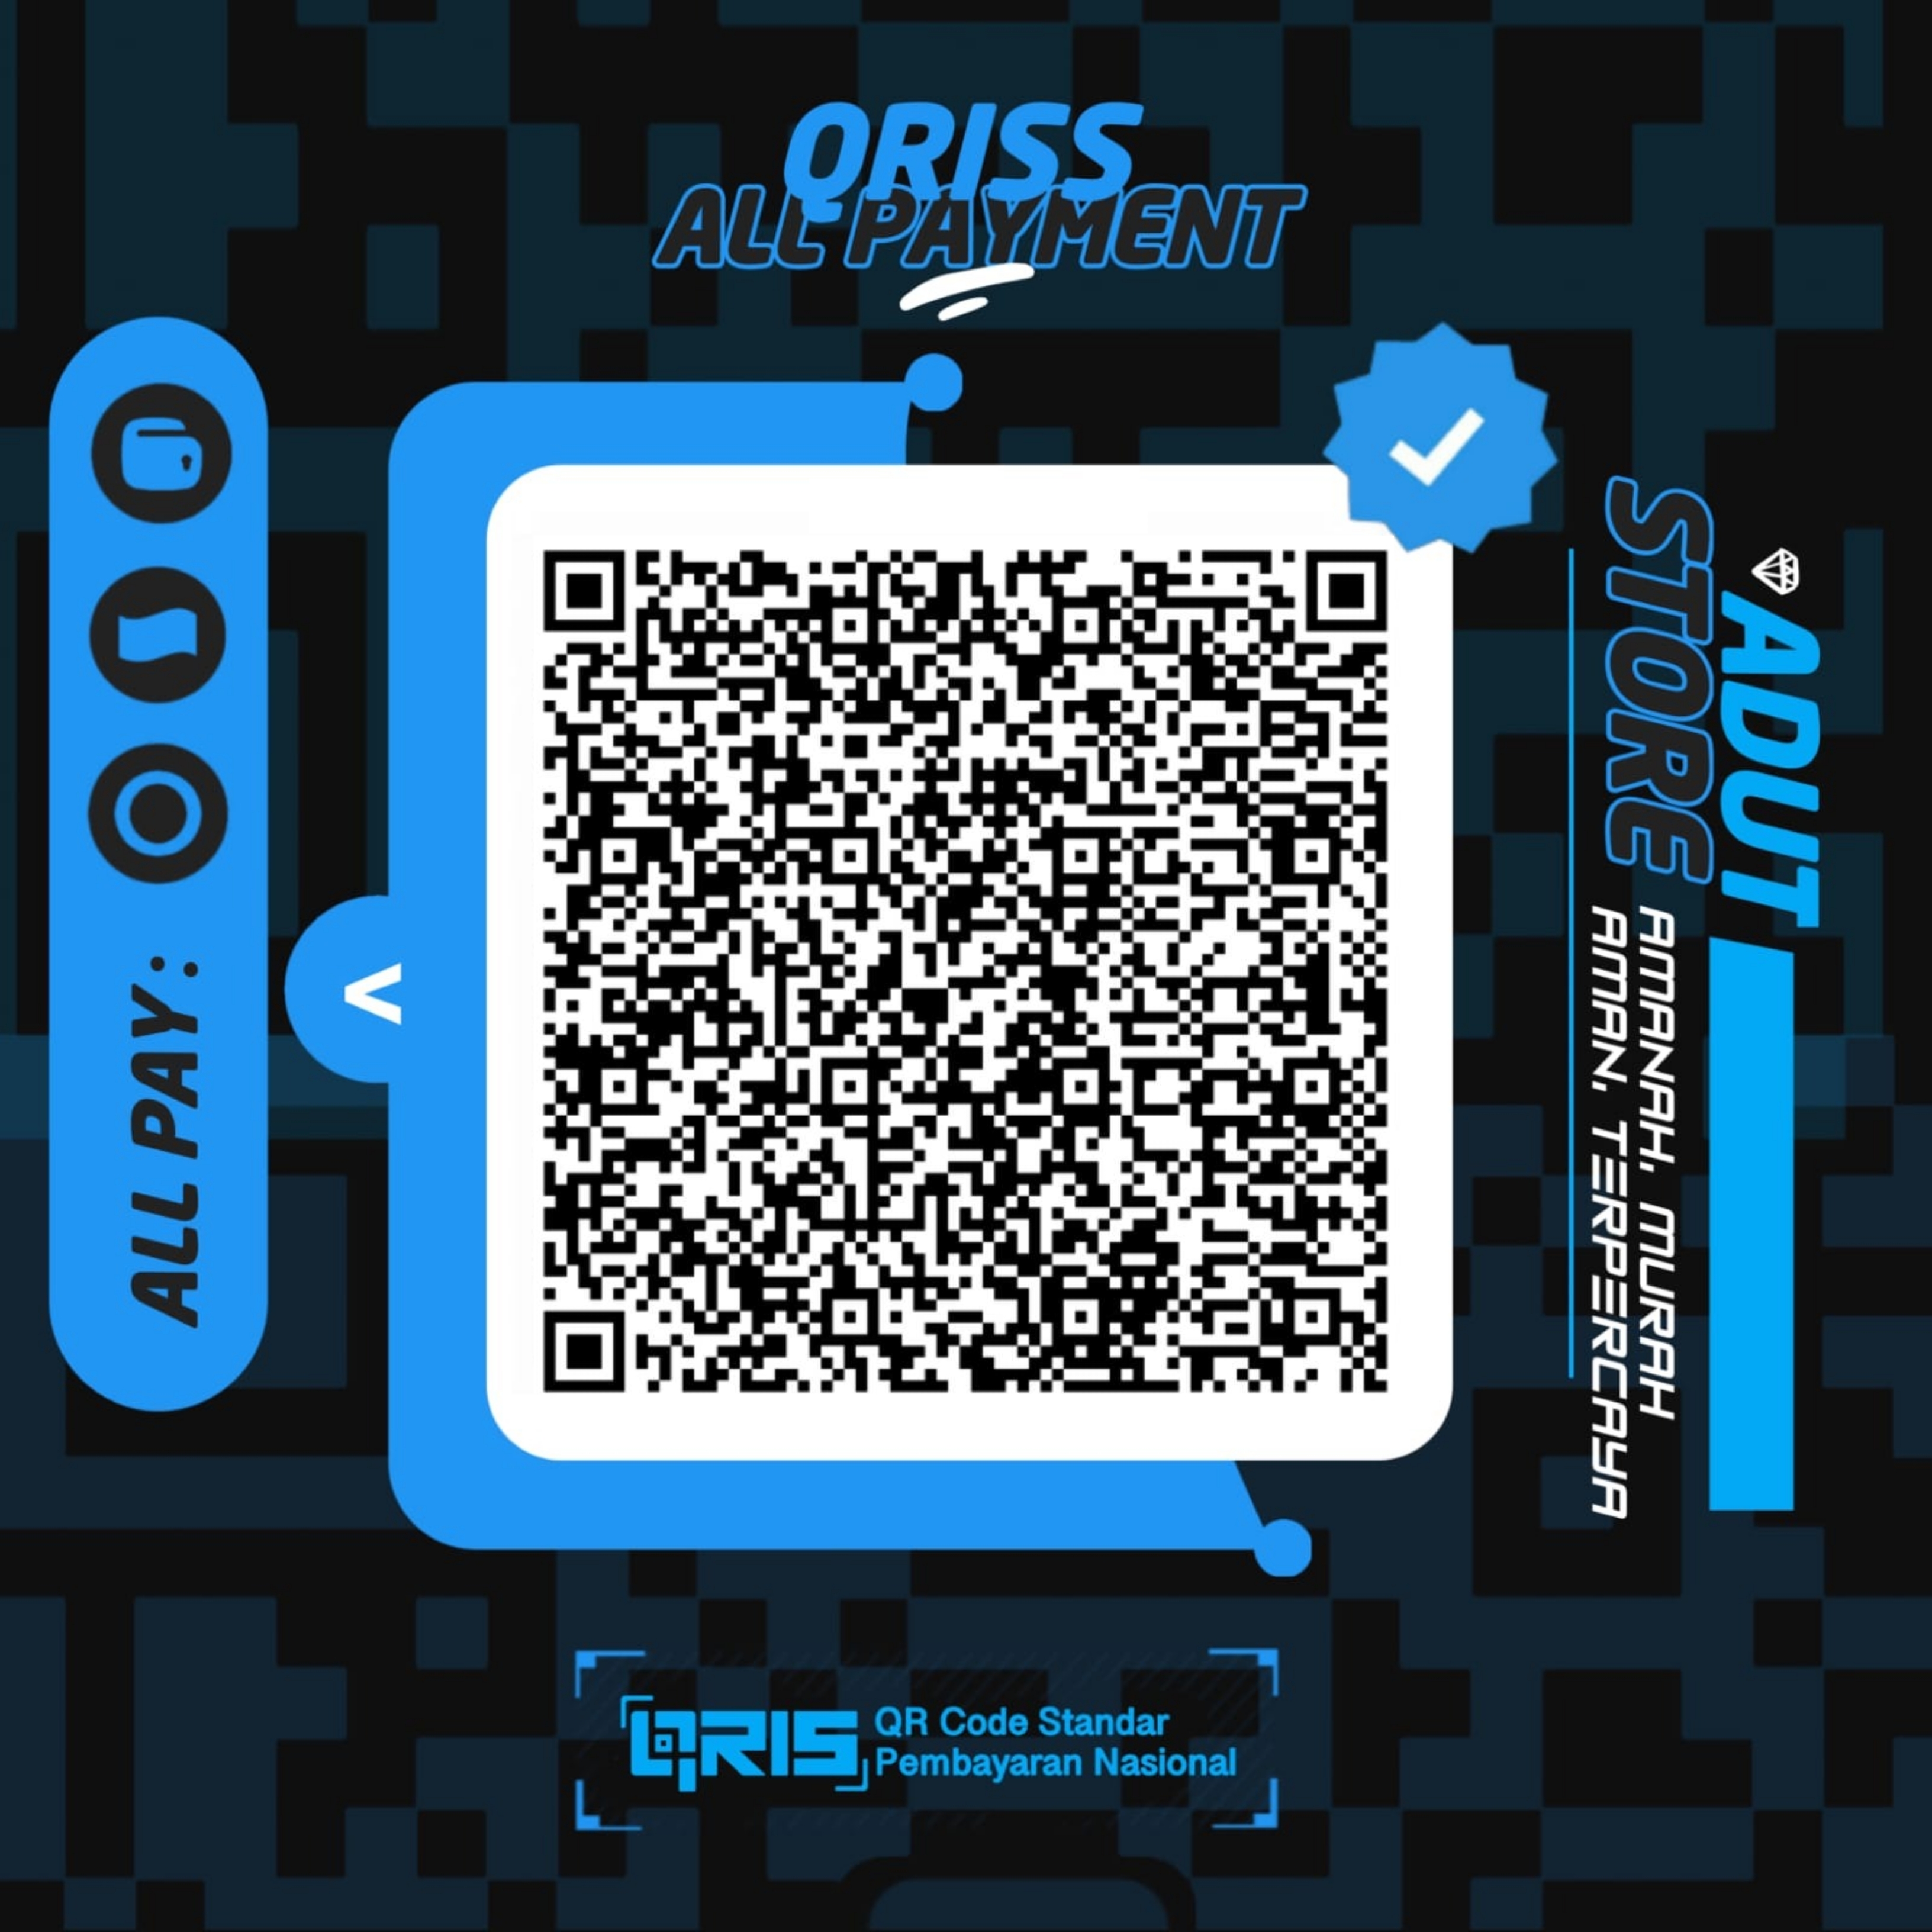 QRISS
ALL PAYMENT
ALL PAY:
ADUT
STORE
AMANAH, MURAH
AMAN, TERPERCAYA
QRIS
QR Code Standar
Pembayaran Nasional